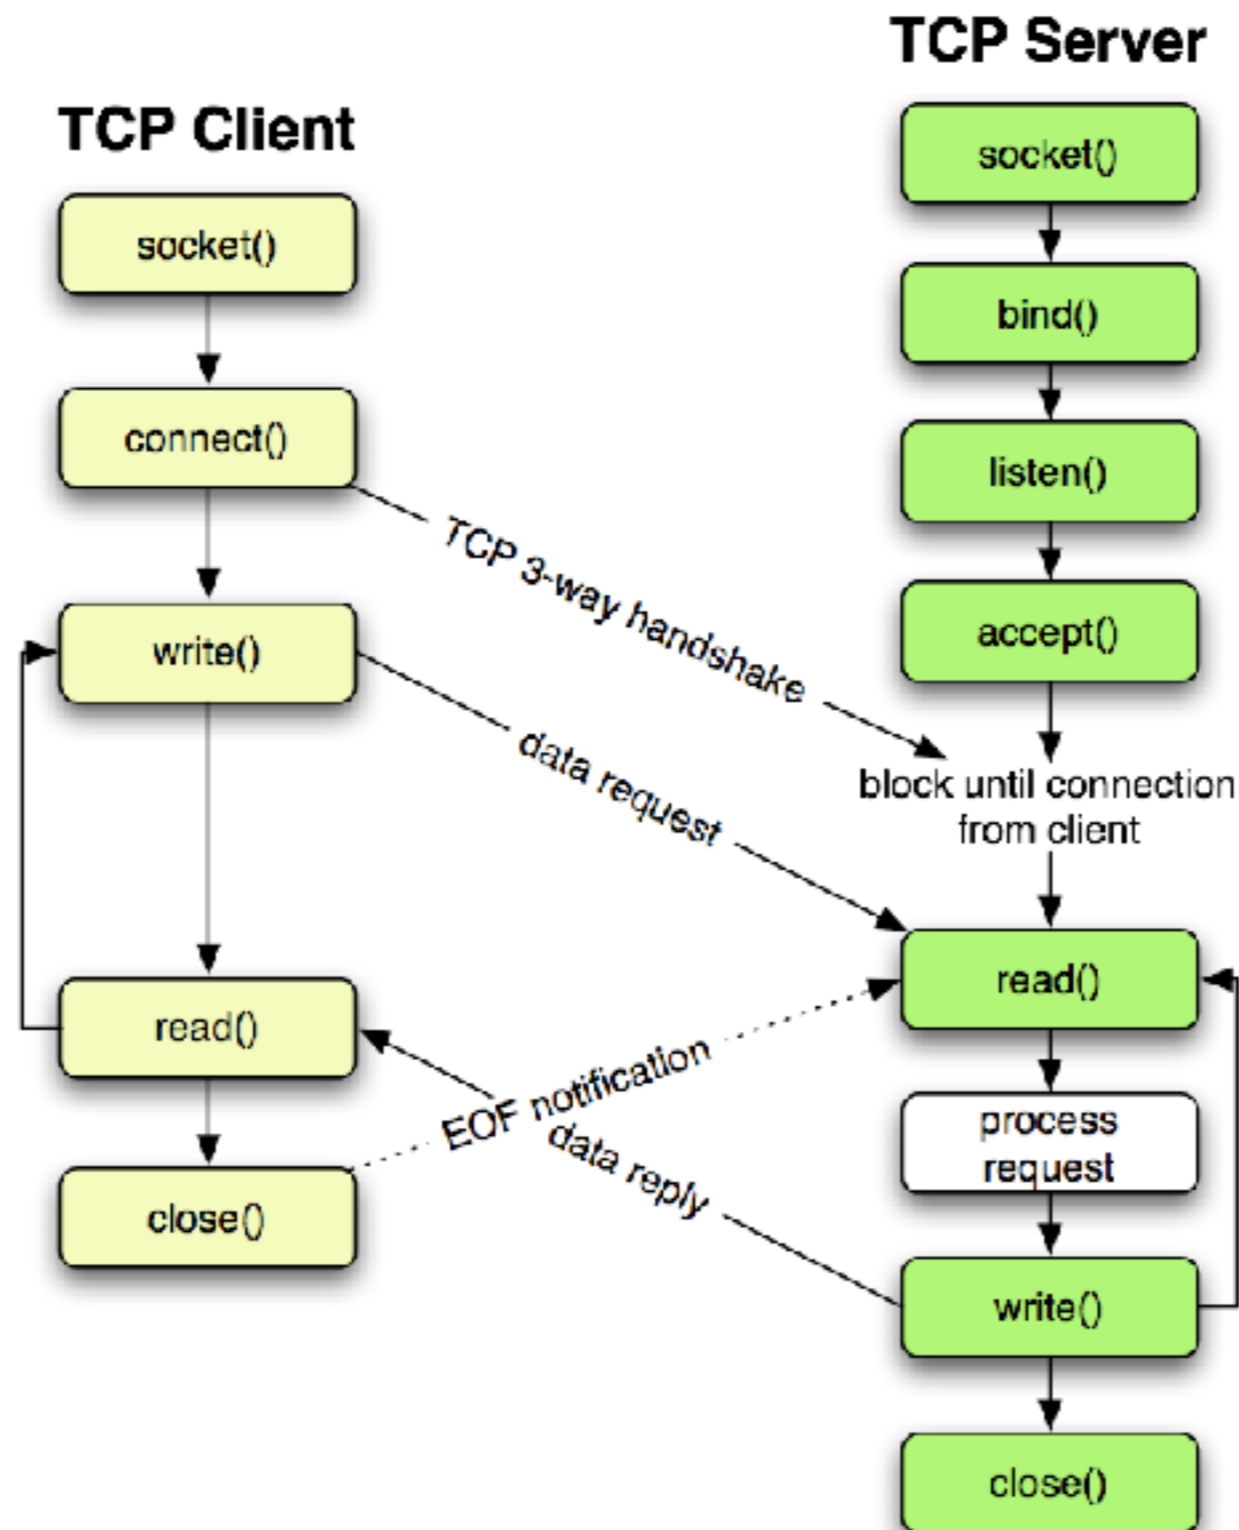 TCP Client
socket()
connect()
write()
read()
close()
TCP 3-way handshake
data request
EOF notification
data reply
TCP Server
socket()
bind()
listen()
accept()
block until connection
from client
read()
process
request
write()
close()